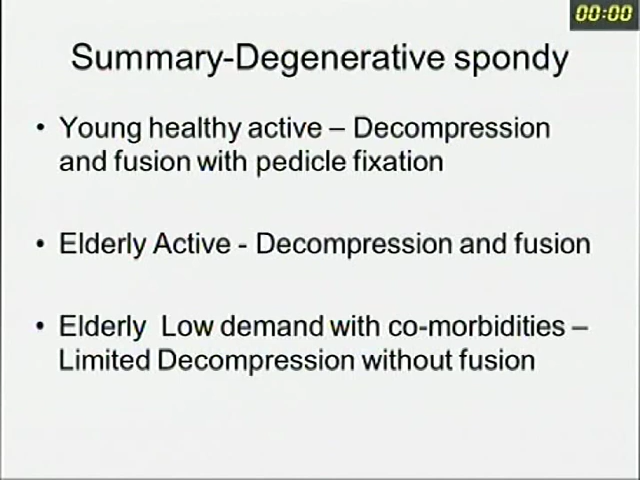 00:00
Summary-Degenerative spondy
• Young healthy active – Decompression
and fusion with pedicle fixation
• Elderly Active - Decompression and fusion
• Elderly  Low demand with co-morbidities –
Limited Decompression without fusion